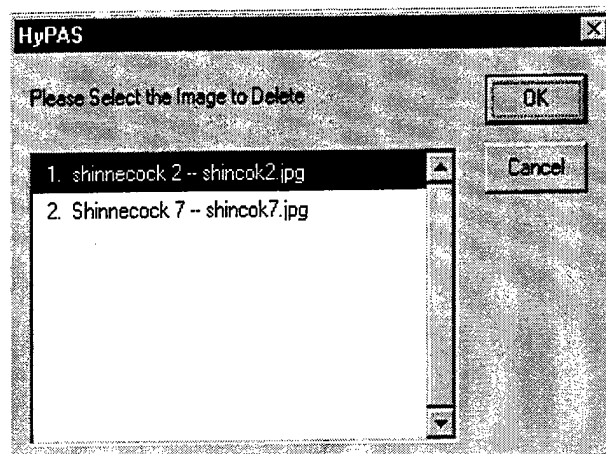 HyPAS
Please Select the Image to Delete
OK
Cancel
1. shinnecock 2 -- shincok2.jpg
2. Shinnecock 7 -- shincok7.jpg